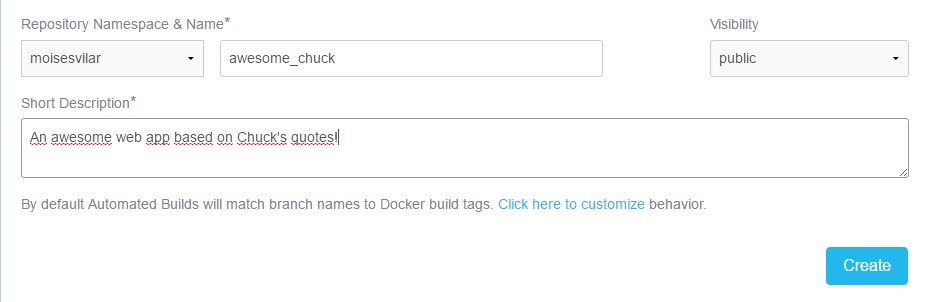 Repository Namespace & Name* Visibility
moisesvilar awesome_chuck public
Short Description*
An awesome web app based on Chuck's quotes!
By default Automated Builds will match branch names to Docker build tags. Click here to customize behavior.
Create